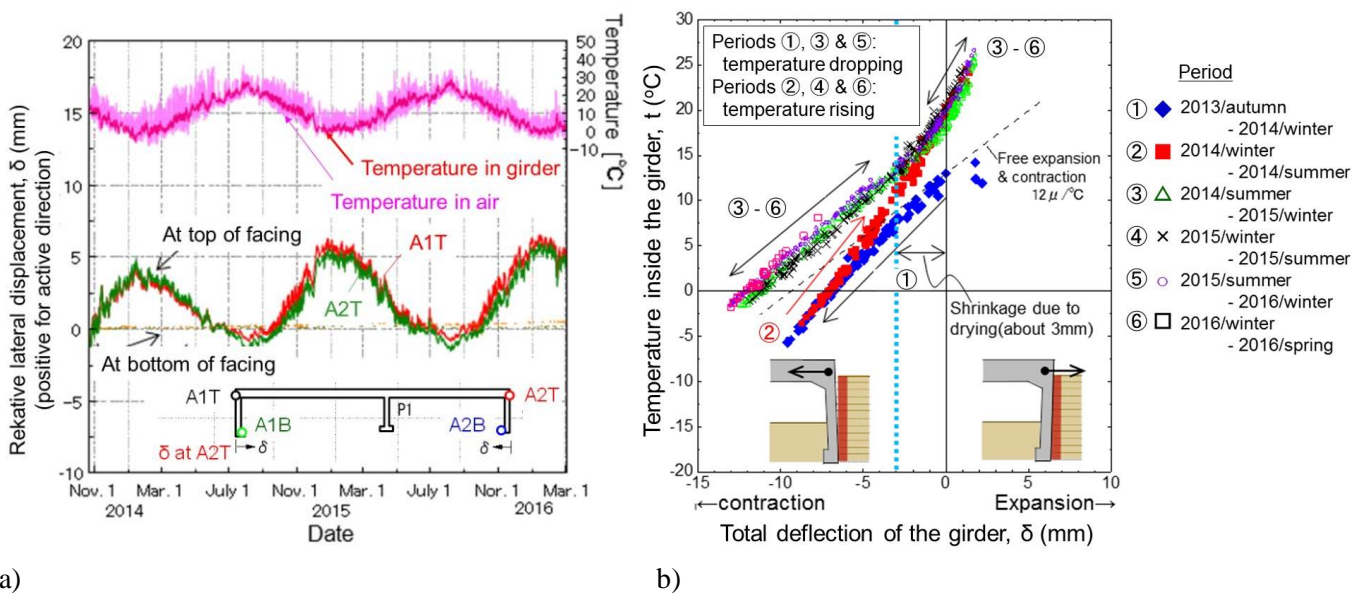 20
15
10
5
0
-5
-10
Rekative lateral displacement, δ (mm)
(positive for active direction)
50
40
30
20
10
0
-10
Temperature [°C]
Temperature in girder
Temperature in air
At top of facing
A1T
A2T
At bottom of facing
A1T
A2T
P1
A1B
A2B
δ at A2T
δ
δ
Nov. 1
Mar. 1
July 1
Nov. 1
Mar. 1
July 1
Nov. 1
Mar. 1
2014
2015
2016
Date
a)
Temperature inside the girder, t (°C)
30
25
20
15
10
5
0
-5
-10
-15
-20
Periods ①, ③ & ⑤:
temperature dropping
Periods ②, ④ & ⑥:
temperature rising
③ - ⑥
③ - ⑥
Free expansion
& contraction
12μ/°C
①
②
Shrinkage due to
drying(about 3mm)
-15
-10
-5
0
5
10
←contraction
Expansion→
Total deflection of the girder, δ (mm)
Period
① 2013/autumn
- 2014/winter
② 2014/winter
- 2014/summer
③ 2014/summer
- 2015/winter
④ 2015/winter
- 2015/summer
⑤ 2015/summer
- 2016/winter
⑥ 2016/winter
- 2016/spring
b)